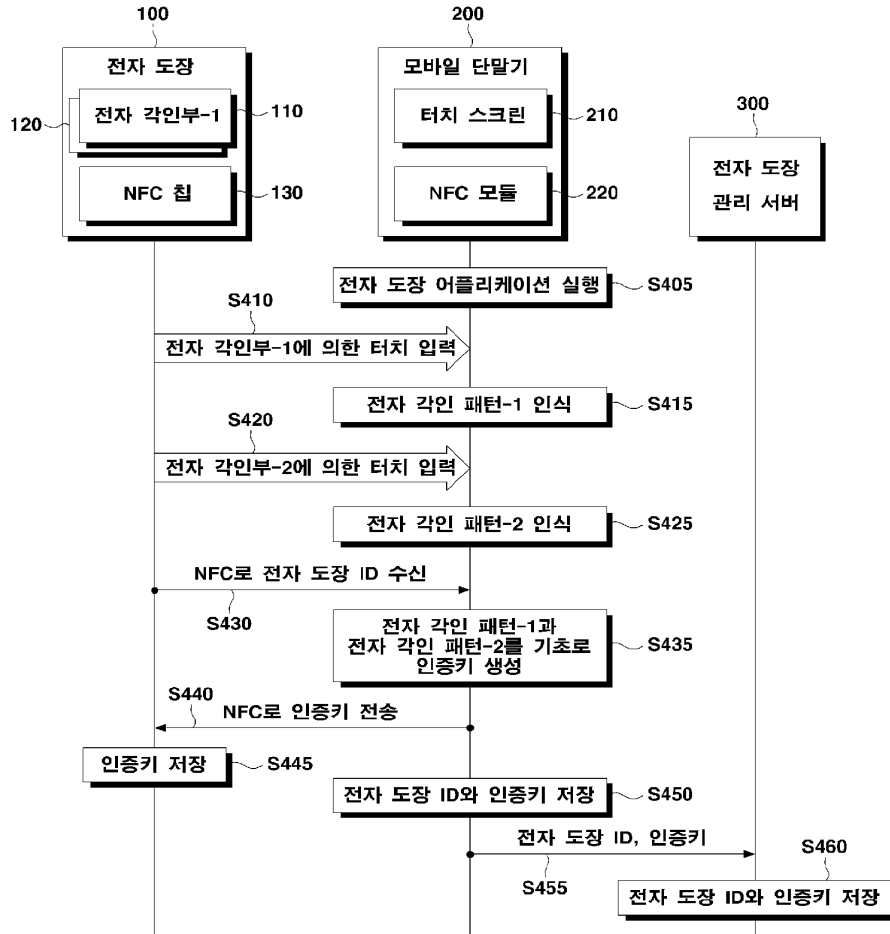 100
200
전자 도장
모바일 단말기
120
전자 각인부-1
110
터치 스크린
210
300
NFC 칩
130
NFC 모듈
220
전자 도장
관리 서버
전자 도장 어플리케이션 실행
S405
S410
전자 각인부-1에 의한 터치 입력
전자 각인 패턴-1 인식
S415
S420
전자 각인부-2에 의한 터치 입력
전자 각인 패턴-2 인식
S425
NFC로 전자 도장 ID 수신
S430
전자 각인 패턴-1과
전자 각인 패턴-2를 기초로
인증키 생성
S435
S440
NFC로 인증키 전송
인증키 저장
S445
전자 도장 ID와 인증키 저장
S450
전자 도장 ID, 인증키
S455
S460
전자 도장 ID와 인증키 저장